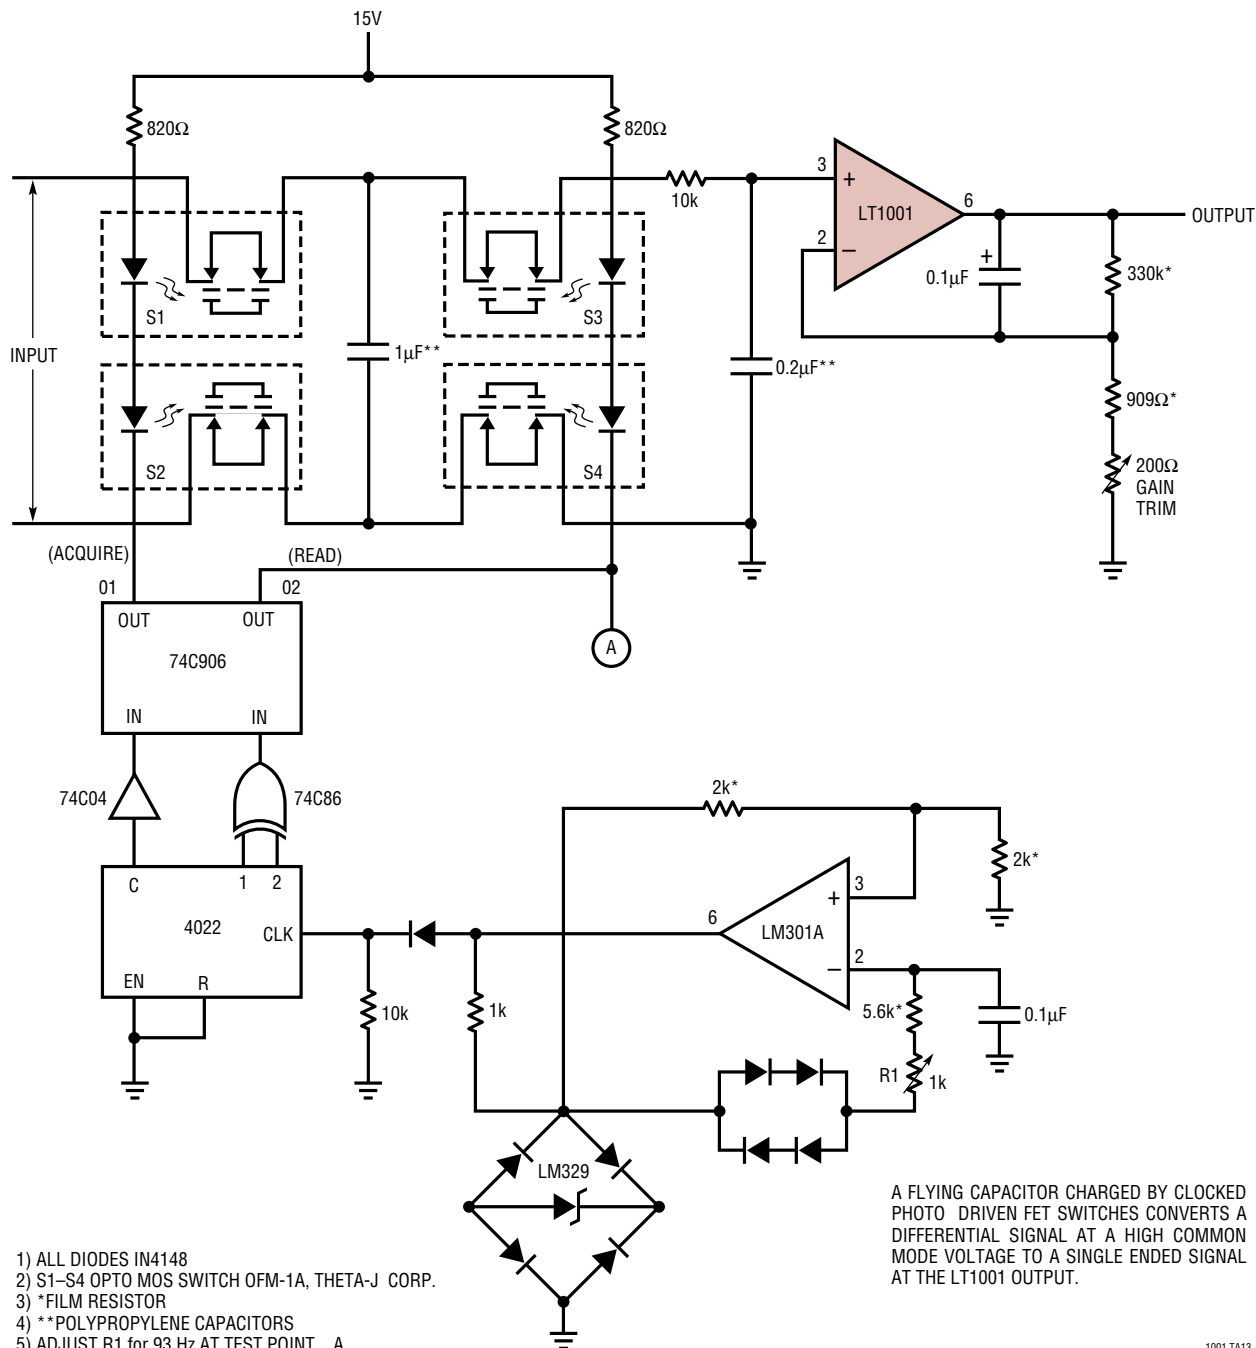 15V
820Ω
820Ω
10k
3
+
LT1001
6
OUTPUT
2
−
+
0.1µF
330k*
S1
S3
INPUT
1µF**
0.2µF**
909Ω*
S2
S4
200Ω
GAIN
TRIM
(ACQUIRE)
(READ)
01
02
OUT
OUT
A
74C906
IN
IN
74C04
74C86
2k*
C
1
2
2k*
3
+
4022
CLK
6
LM301A
2
−
EN
R
10k
1k
5.6k*
0.1µF
R1
1k
LM329
A FLYING CAPACITOR CHARGED BY CLOCKED
PHOTO DRIVEN FET SWITCHES CONVERTS A
DIFFERENTIAL SIGNAL AT A HIGH COMMON
MODE VOLTAGE TO A SINGLE ENDED SIGNAL
AT THE LT1001 OUTPUT.
1) ALL DIODES IN4148
2) S1–S4 OPTO MOS SWITCH OFM-1A, THETA-J CORP.
3) *FILM RESISTOR
4) **POLYPROPYLENE CAPACITORS
5) ADJUST R1 for 93 Hz AT TEST POINT A
1001 TA13